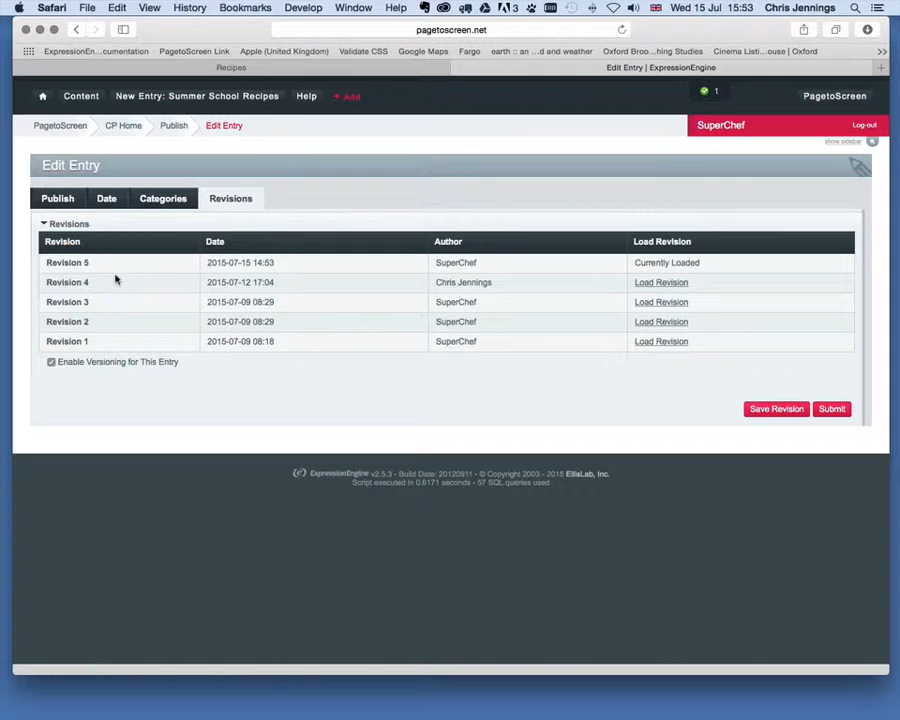 Safari File Edit View History Bookmarks Develop Window Help 3 Wed 15 Jul 15:53 Chris Jennings
pagetoscreen.net
ExpressionEn...cumentation PagetoScreen Link Apple (United Kingdom) Validate CSS Google Maps earth :: an ...d and weather Oxford Broo...hing Studies Cinema Listi...ouse | Oxford >>
Recipes Edit Entry | ExpressionEngine +
Content New Entry: Summer School Recipes Help + Add 1 PagetoScreen
PagetoScreen CP Home Publish Edit Entry SuperChef Log-out
show sidebar
Edit Entry
Publish Date Categories Revisions
Revisions
Revision Date Author Load Revision
Revision 5 2015-07-15 14:53 SuperChef Currently Loaded
Revision 4 2015-07-12 17:04 Chris Jennings Load Revision
Revision 3 2015-07-09 08:29 SuperChef Load Revision
Revision 2 2015-07-09 08:29 SuperChef Load Revision
Revision 1 2015-07-09 08:18 SuperChef Load Revision
Enable Versioning for This Entry
Save Revision Submit
ExpressionEngine v2.5.3 - Build Date: 20120911 - © Copyright 2003 - 2015 EllisLab, Inc.
Script executed in 0.6171 seconds - 57 SQL queries used